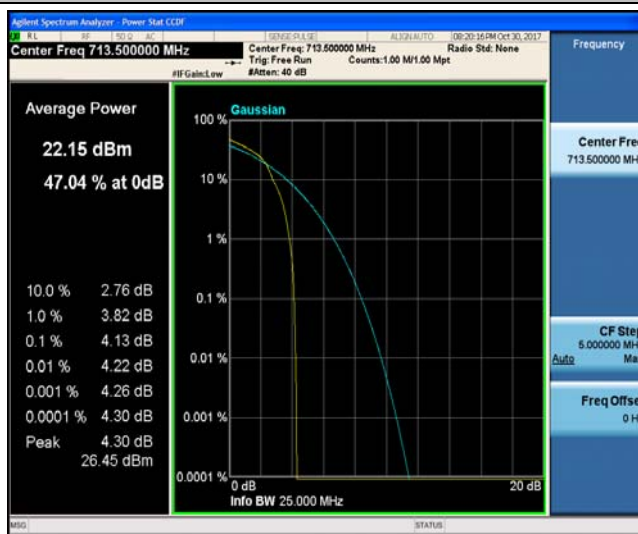 Agilent Spectrum Analyzer - Power Stat CCDF
RL RF 50 Ω AC SENSE:PULSE ALIGNAUTO 08:20:16 PM Oct 30, 2017
Center Freq 713.500000 MHz
Center Freq: 713.500000 MHz Radio Std: None
Trig: Free Run Counts:1.00 M/1.00 Mpt
#IFGain:Low #Atten: 40 dB
Frequency
Average Power
22.15 dBm
47.04 % at 0dB
10.0 % 2.76 dB
1.0 % 3.82 dB
0.1 % 4.13 dB
0.01 % 4.22 dB
0.001 % 4.26 dB
0.0001 % 4.30 dB
Peak 4.30 dB
26.45 dBm
Gaussian
100 %
10 %
1 %
0.1 %
0.01 %
0.001 %
0.0001 %
0 dB 20 dB
Info BW 25.000 MHz
Center Fre
713.500000 MH
CF Ste
5.000000 MH
Auto Ma
Freq Offse
0 H
MSG STATUS